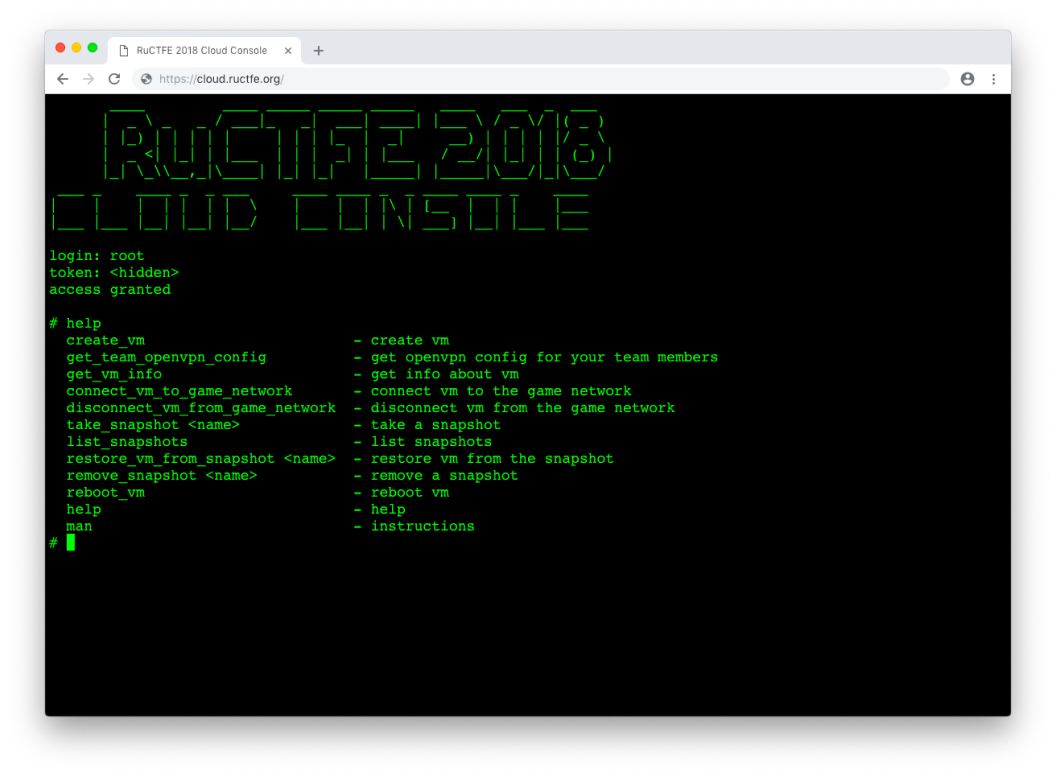 RuCTFE 2018 Cloud Console
https://cloud.ructfe.org/
RuCTFE 2018
CLOUD CONSOLE
login: root
token: <hidden>
access granted
# help
create_vm - create vm
get_team_openvpn_config - get openvpn config for your team members
get_vm_info - get info about vm
connect_vm_to_game_network - connect vm to the game network
disconnect_vm_from_game_network - disconnect vm from the game network
take_snapshot <name> - take a snapshot
list_snapshots - list snapshots
restore_vm_from_snapshot <name> - restore vm from the snapshot
remove_snapshot <name> - remove a snapshot
reboot_vm - reboot vm
help - help
man - instructions
#